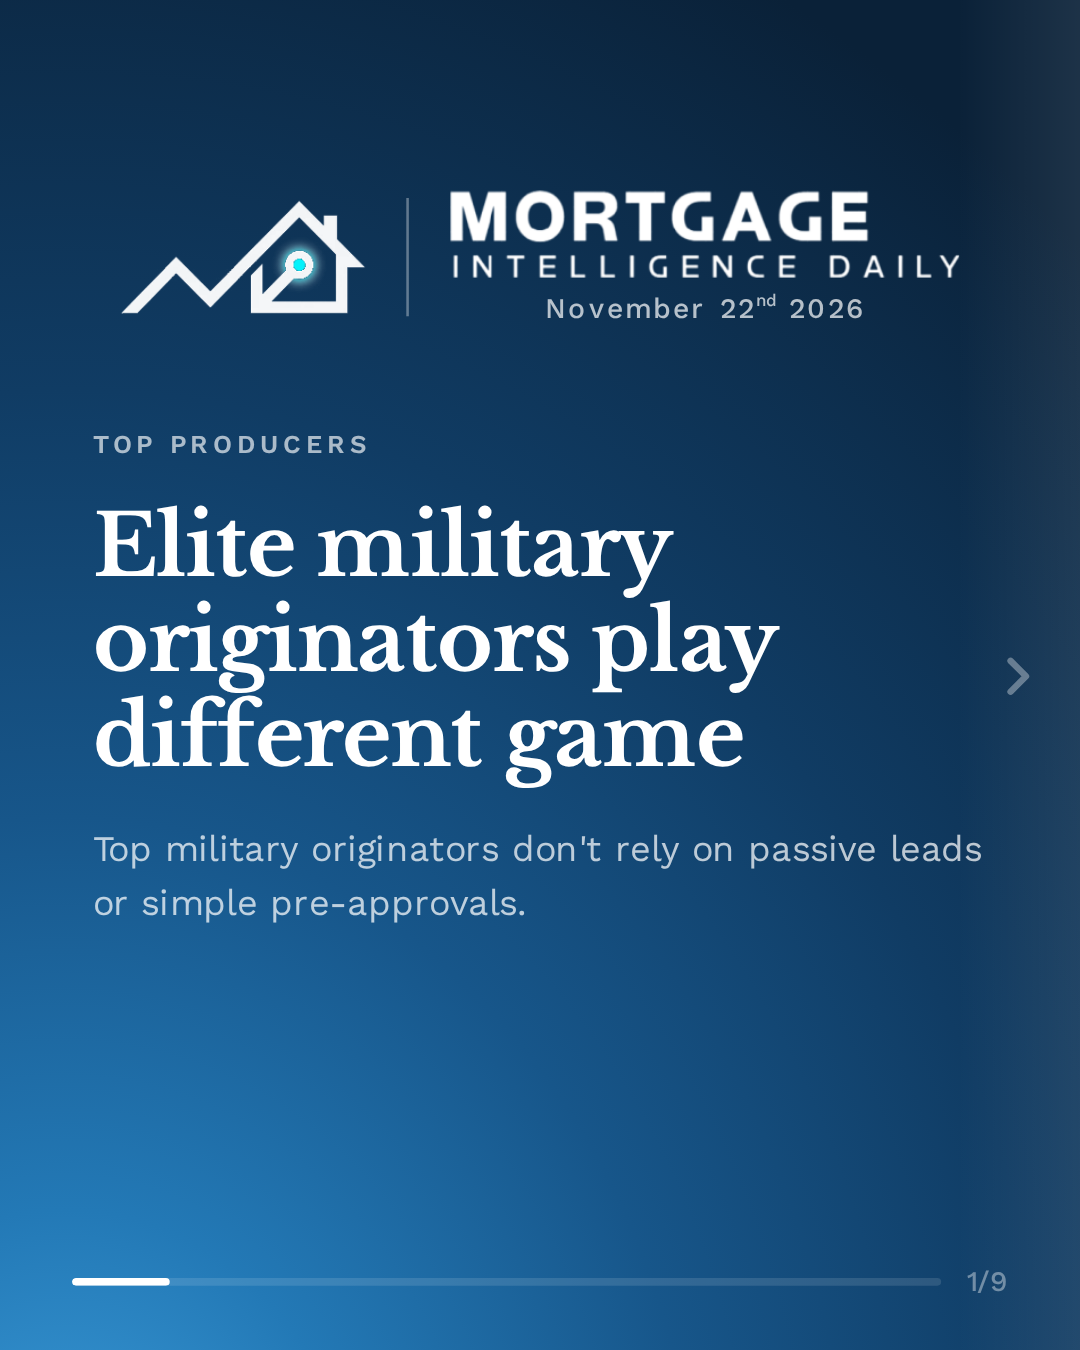 MORTGAGE
INTELLIGENCE DAILY
November 22nd 2026
TOP PRODUCERS
Elite military
originators play
different game
Top military originators don't rely on passive leads
or simple pre-approvals.
1/9